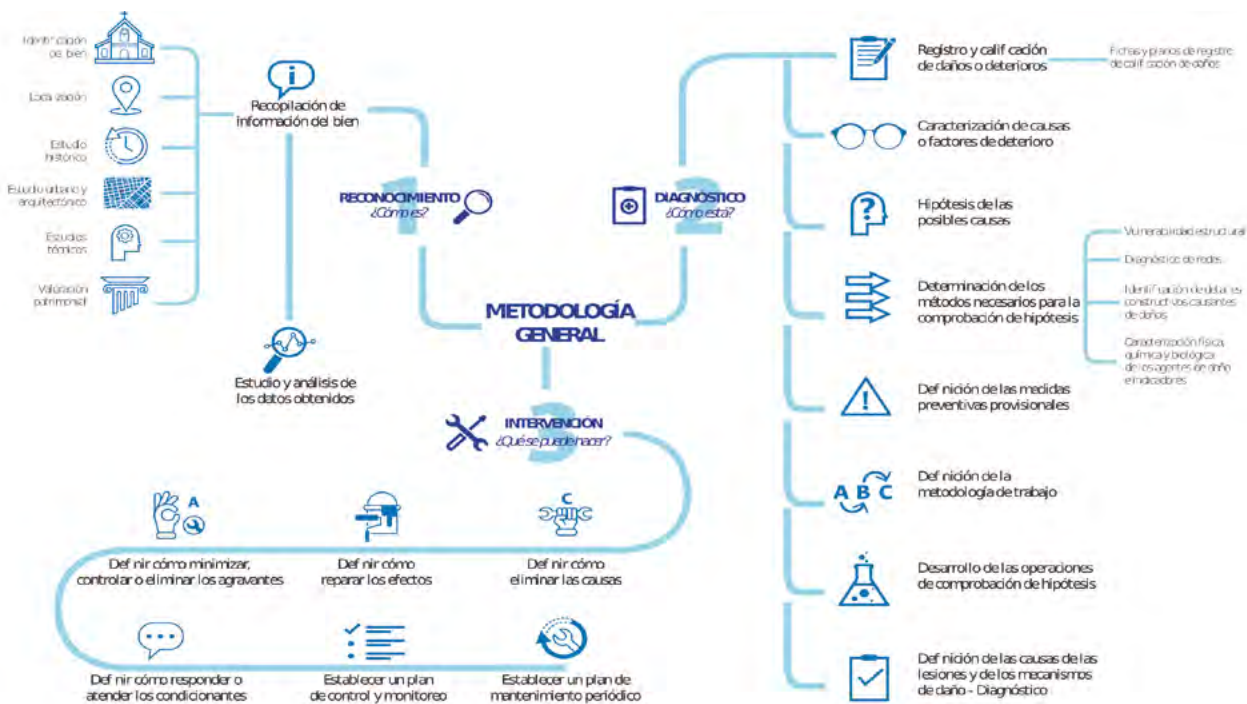 Identificación
del bien
Localización
Estudio
histórico
Estudio urbano y
arquitectónico
Estudios
técnicos
Valoración
patrimonial
Recopilación de
información del bien
Estudio y análisis de
los datos obtenidos
1
RECONOCIMIENTO
¿Cómo es?
METODOLOGÍA
GENERAL
2
DIAGNÓSTICO
¿Cómo está?
Registro y calificación
de daños o deterioros
Fichas y planos de registro
de calificación de daños
Caracterización de causas
o factores de deterioro
Hipótesis de las
posibles causas
Determinación de los
métodos necesarios para la
comprobación de hipótesis
Vulnerabilidad estructural
Diagnóstico de redes
Identificación de detalles
constructivos causantes
de daños
Caracterización física,
química y biológica
de los agentes de daño
e indicadores
Definición de las medidas
preventivas provisionales
A B C
Definición de la
metodología de trabajo
Desarrollo de las operaciones
de comprobación de hipótesis
Definición de las causas de las
lesiones y de los mecanismos
de daño - Diagnóstico
3
INTERVENCIÓN
¿Qué se puede hacer?
C
Definir cómo
eliminar las causas
Definir cómo
reparar los efectos
A
Definir cómo minimizar,
controlar o eliminar los agravantes
Definir cómo responder o
atender los condicionantes
Establecer un plan
de control y monitoreo
Establecer un plan de
mantenimiento periódico